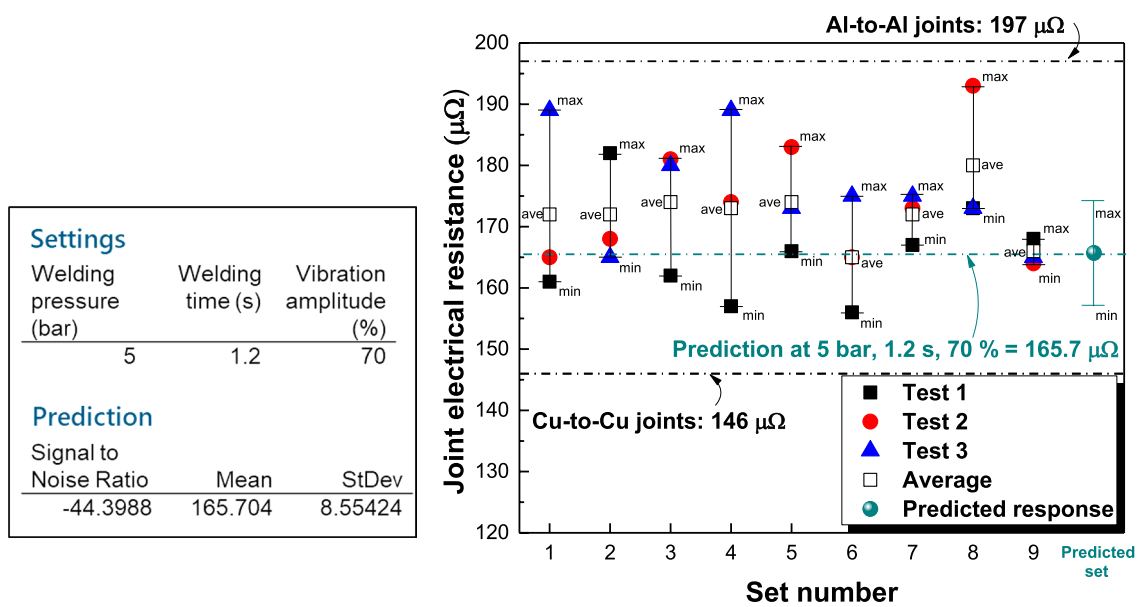 Settings
Welding pressure (bar) Welding time (s) Vibration amplitude (%)
5 1.2 70
Prediction
Signal to Noise Ratio Mean StDev
-44.3988 165.704 8.55424
Al-to-Al joints: 197 μΩ
Joint electrical resistance (μΩ)
200
190
180
170
160
150
140
130
120
max
ave
min
max
ave
min
max
ave
min
max
ave
min
max
ave
min
max
ave
min
max
ave
min
max
ave
min
max
ave
min
max
min
Prediction at 5 bar, 1.2 s, 70 % = 165.7 μΩ
Cu-to-Cu joints: 146 μΩ
Test 1
Test 2
Test 3
Average
Predicted response
1 2 3 4 5 6 7 8 9 Predicted set
Set number